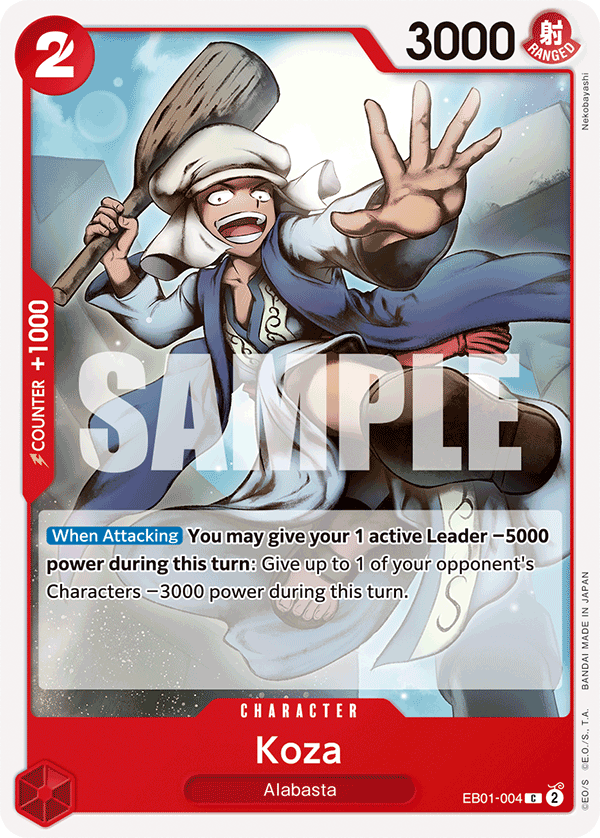 2
3000
射
RANGED
Nekobayashi
COUNTER +1000
SAMPLE
When Attacking You may give your 1 active Leader −5000
power during this turn: Give up to 1 of your opponent's
Characters −3000 power during this turn.
CHARACTER
Koza
Alabasta
EB01-004 C 2
©EO/S ©E.O./S., T.A. BANDAI MADE IN JAPAN